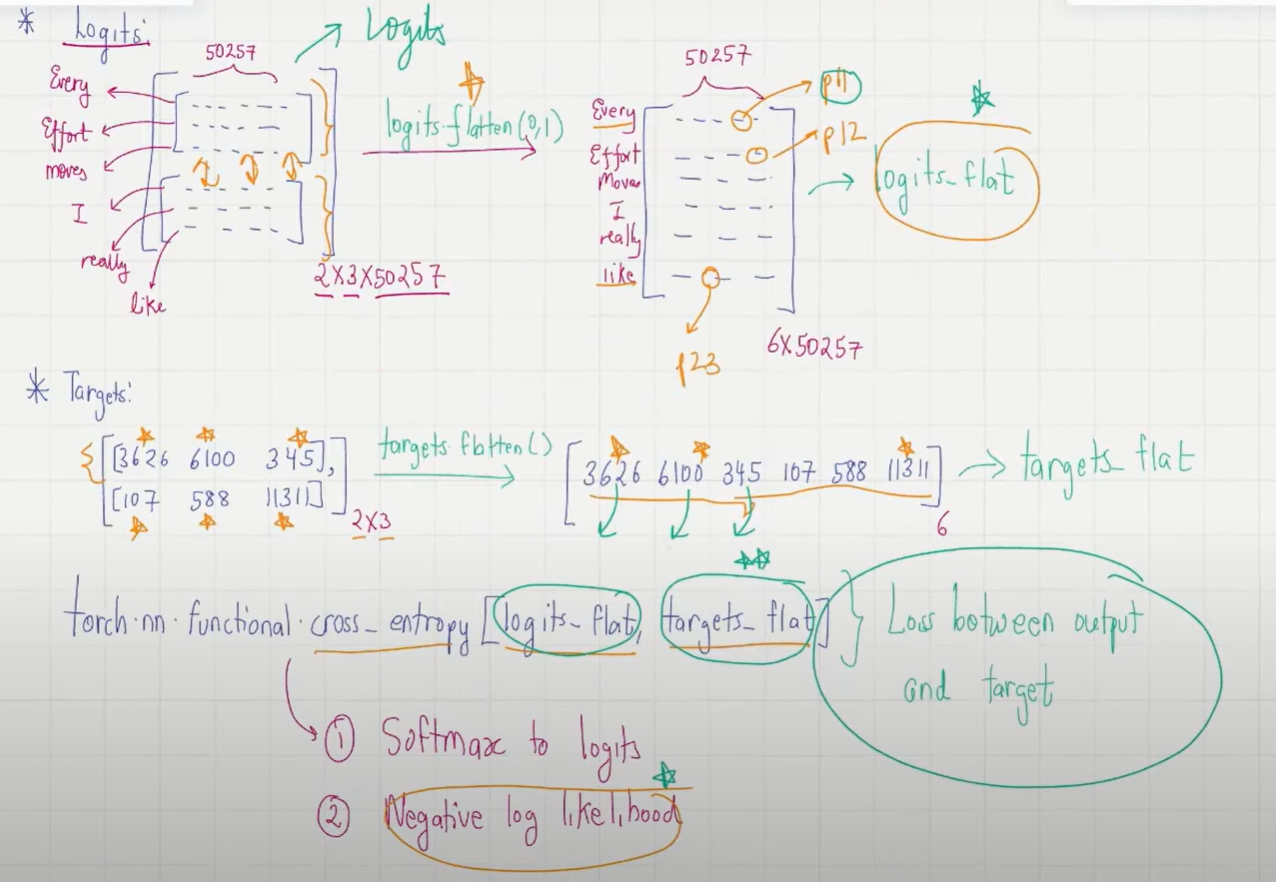 * Logits:
50257
Logits
Every
Effort
moves
I
really
like
2X3X50257
logits.flatten(0,1)
50257
Every
Effort
Moves
I
really
like
p11
p12
p23
6X50257
logits_flat
* Targets:
[[3626 6100 345],
[107 588 11311]]
2X3
targets.flatten()
[3626 6100 345 107 588 11311]
6
targets_flat
torch.nn.functional.cross_entropy [logits_flat, targets_flat]
Loss between output
and target
① Softmax to logits
② Negative log likelihood